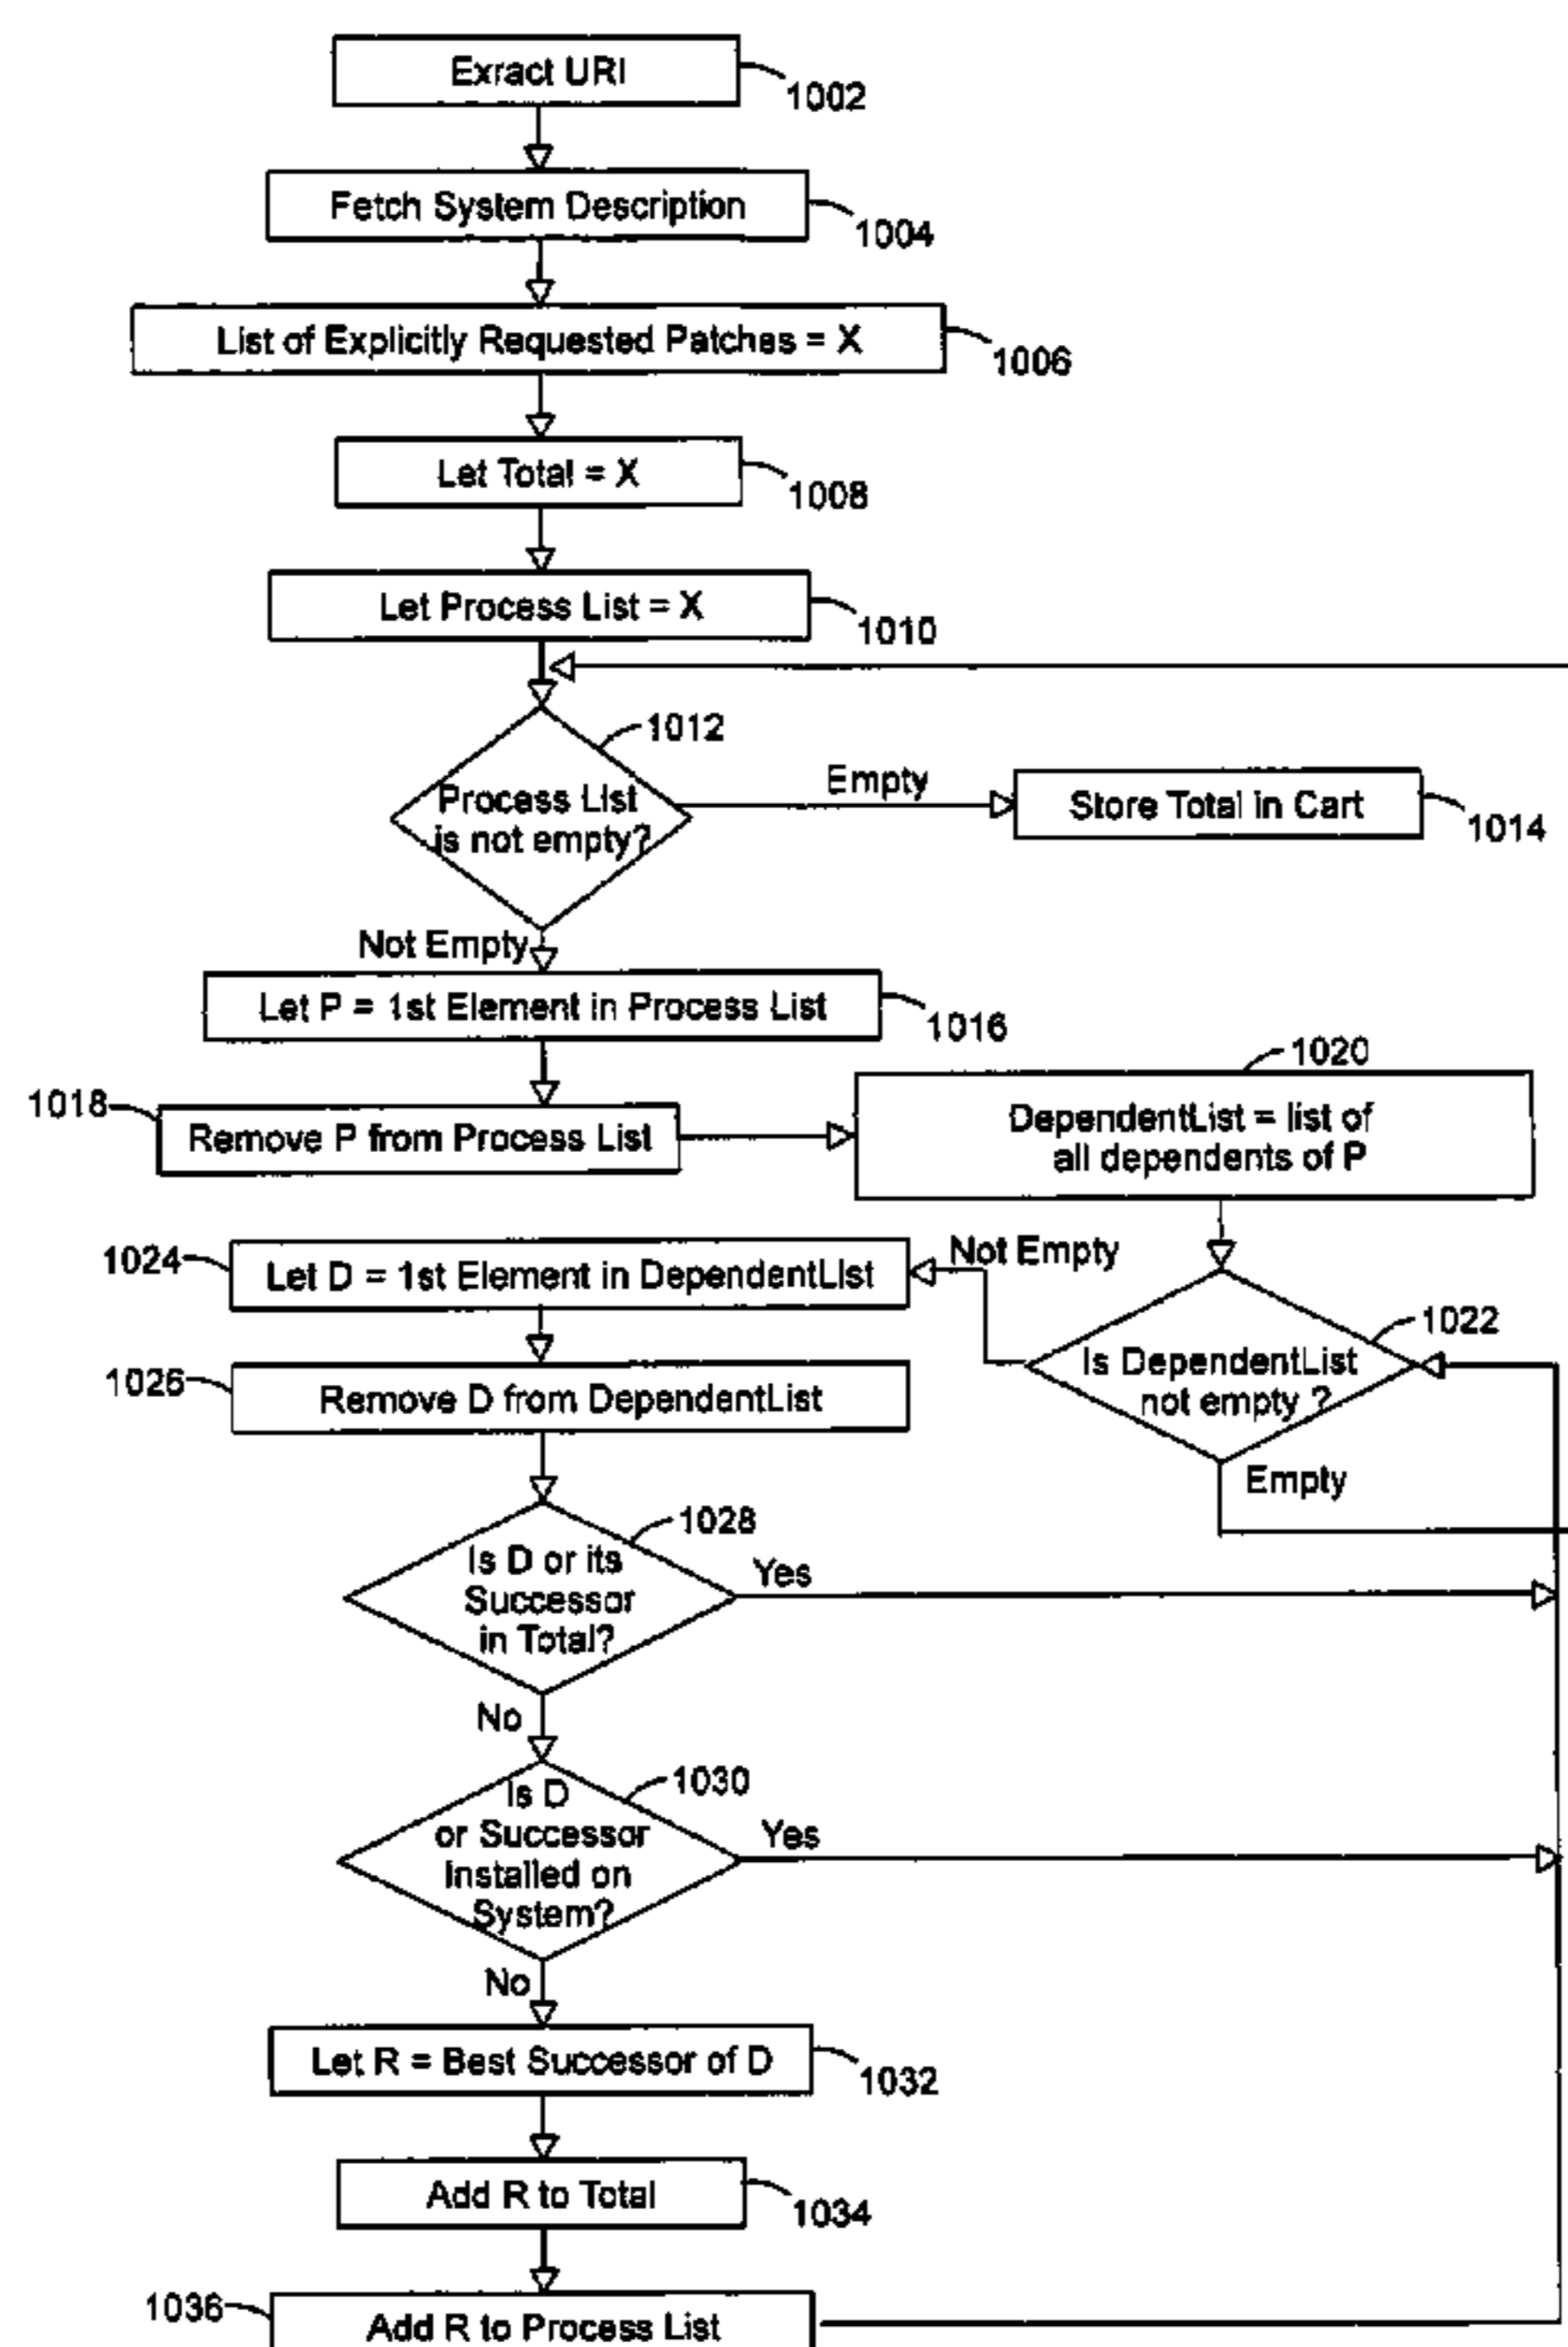 Exract URI
1002
Fetch System Description
1004
List of Explicitly Requested Patches = X
1006
Let Total = X
1008
Let Process List = X
1010
1012
Process List
is not empty?
Empty
Store Total in Cart
1014
Not Empty
Let P = 1st Element in Process List
1016
1018
Remove P from Process List
1020
DependentList = list of
all dependents of P
1022
Is DependentList
not empty ?
Not Empty
Empty
1024
Let D = 1st Element in DependentList
1026
Remove D from DependentList
1028
Is D or its
Successor
in Total?
Yes
No
1030
Is D
or Successor
Installed on
System?
Yes
No
Let R = Best Successor of D
1032
Add R to Total
1034
1036
Add R to Process List